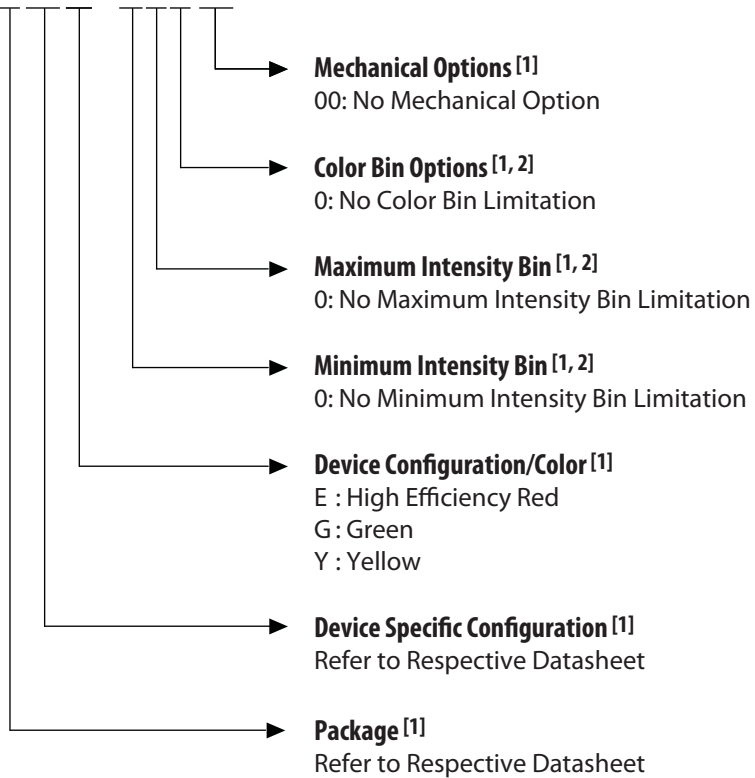 Mechanical Options [1]
00: No Mechanical Option
Color Bin Options [1, 2]
0: No Color Bin Limitation
Maximum Intensity Bin [1, 2]
0: No Maximum Intensity Bin Limitation
Minimum Intensity Bin [1, 2]
0: No Minimum Intensity Bin Limitation
Device Configuration/Color [1]
E : High Efficiency Red
G : Green
Y : Yellow
Device Specific Configuration [1]
Refer to Respective Datasheet
Package [1]
Refer to Respective Datasheet